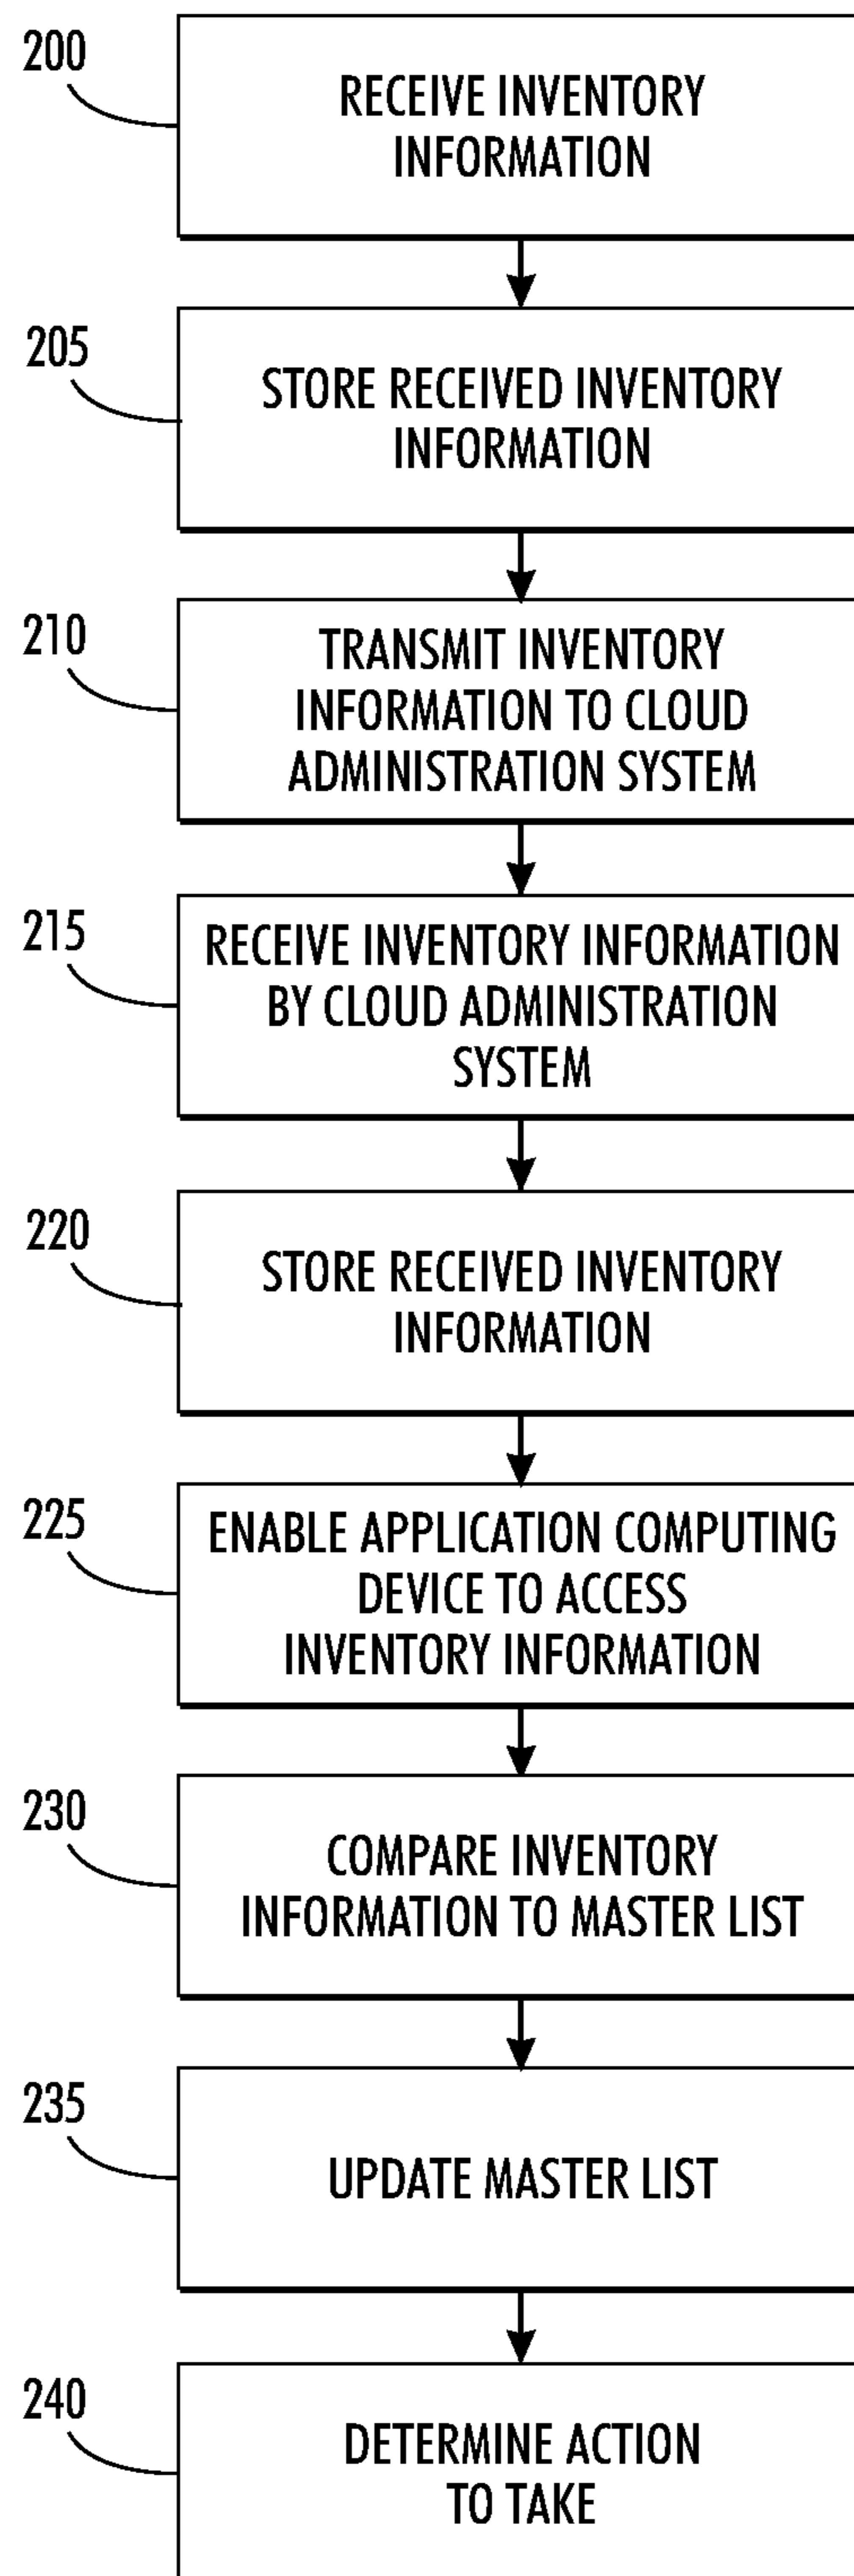 200
RECEIVE INVENTORY
INFORMATION
205
STORE RECEIVED INVENTORY
INFORMATION
210
TRANSMIT INVENTORY
INFORMATION TO CLOUD
ADMINISTRATION SYSTEM
215
RECEIVE INVENTORY INFORMATION
BY CLOUD ADMINISTRATION
SYSTEM
220
STORE RECEIVED INVENTORY
INFORMATION
225
ENABLE APPLICATION COMPUTING
DEVICE TO ACCESS
INVENTORY INFORMATION
230
COMPARE INVENTORY
INFORMATION TO MASTER LIST
235
UPDATE MASTER LIST
240
DETERMINE ACTION
TO TAKE